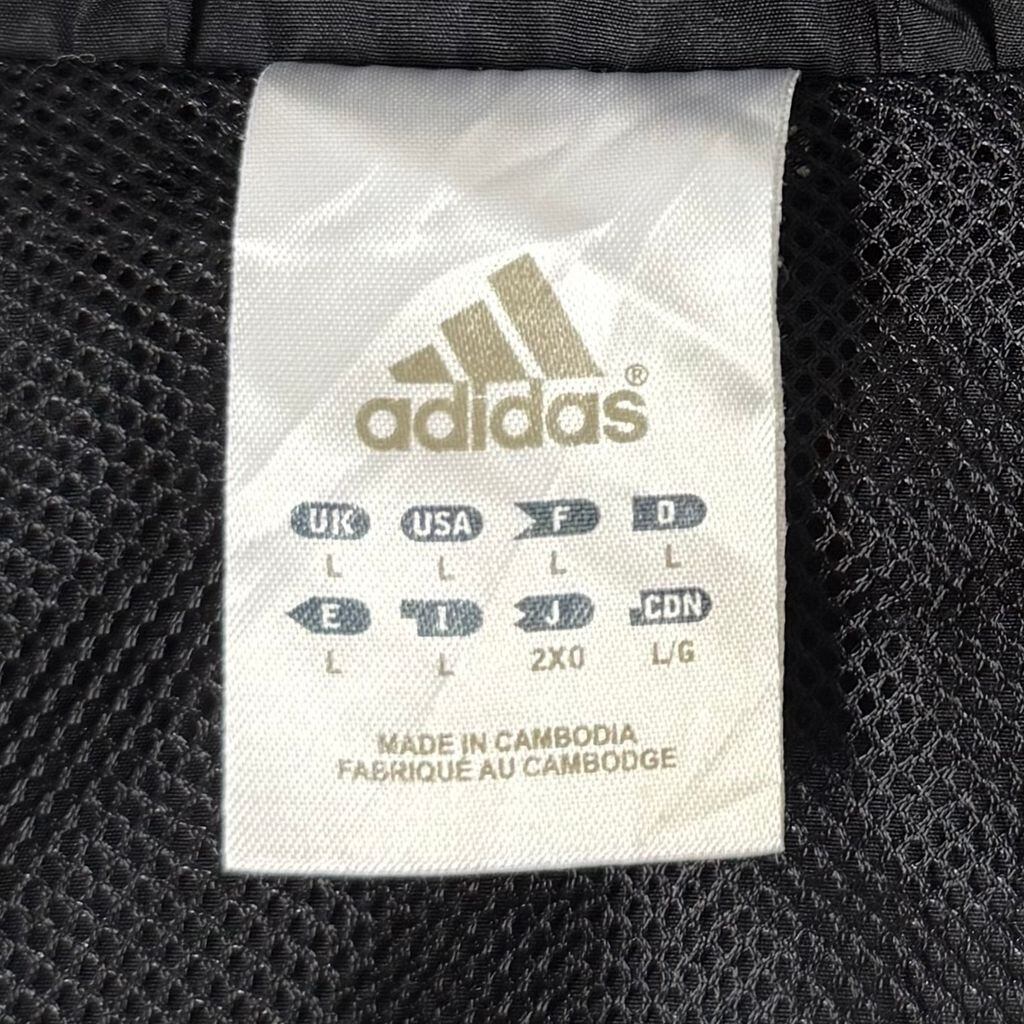 adidas®
UK USA F D
L L L L
E I J CDN
L L 2XO L/G
MADE IN CAMBODIA
FABRIQUÉ AU CAMBODGE